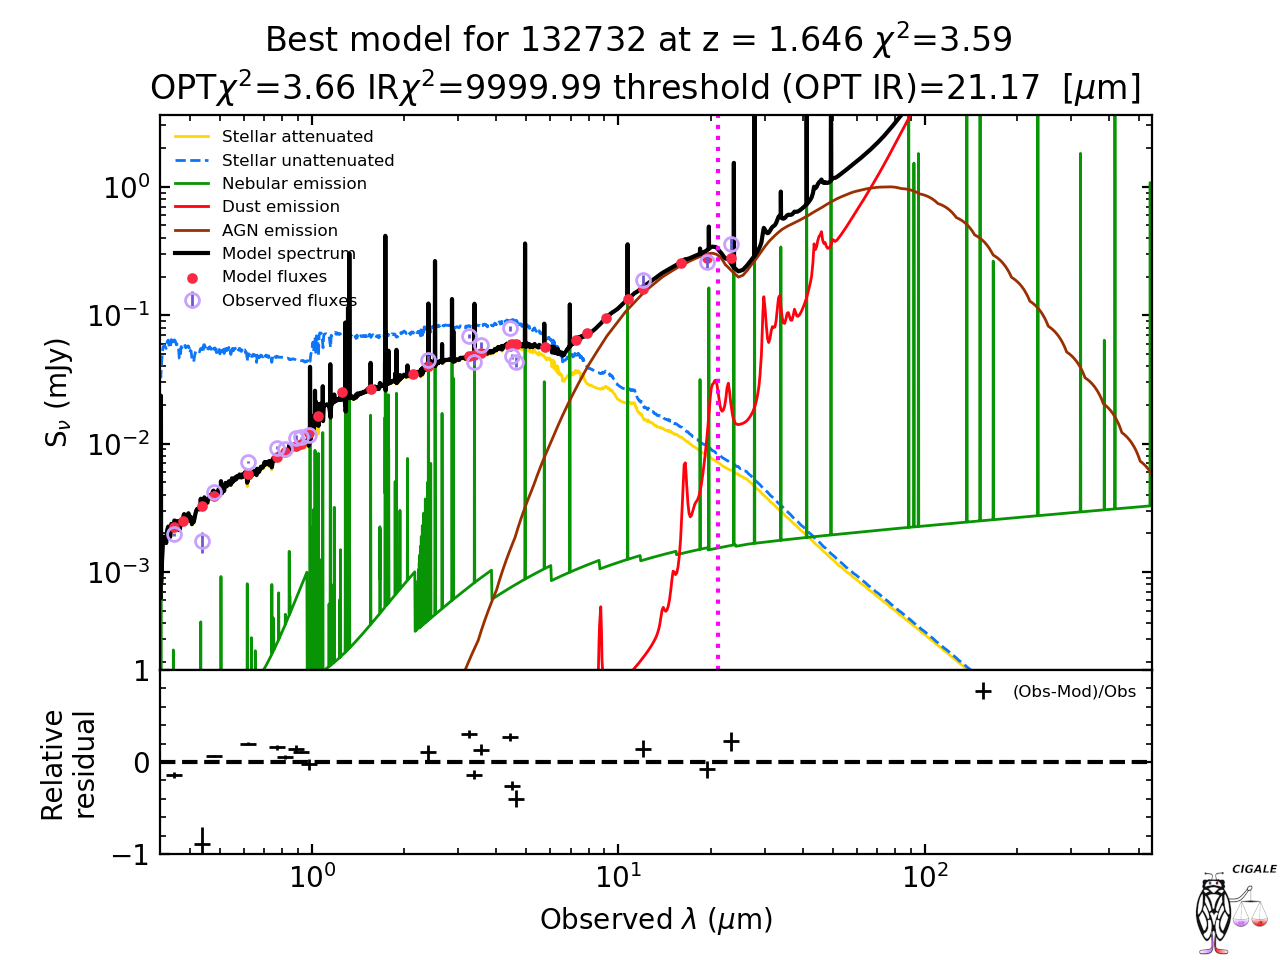 Best model for 132732 at z = 1.646 χ²=3.59
OPTχ²=3.66 IRχ²=9999.99 threshold (OPT IR)=21.17 [μm]
Stellar attenuated
Stellar unattenuated
Nebular emission
Dust emission
AGN emission
Model spectrum
Model fluxes
Observed fluxes
10⁰
10⁻¹
10⁻²
10⁻³
S_ν (mJy)
1
0
−1
Relative
residual
(Obs-Mod)/Obs
10⁰ 10¹ 10²
Observed λ (μm)
CIGALE